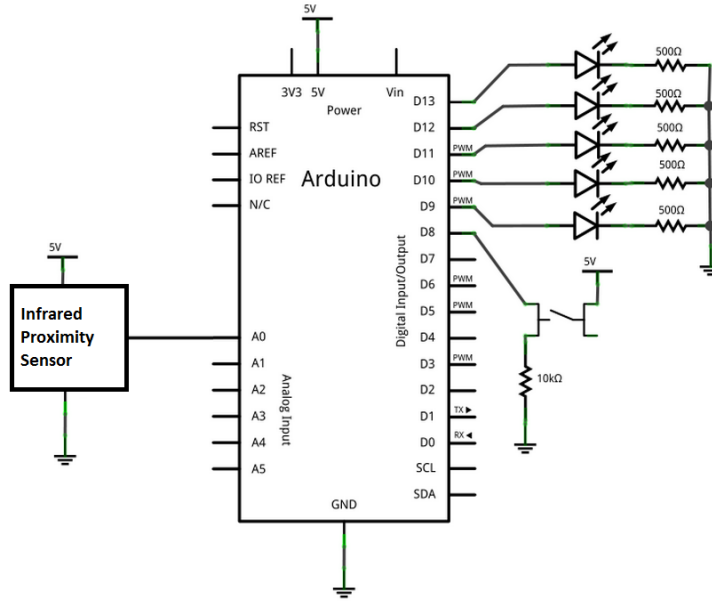 5V
3V3 5V Vin
Power
Arduino
RST
AREF
IO REF
N/C
5V
Infrared
Proximity
Sensor
A0
A1
A2
A3
A4
A5
Analog Input
GND
D13
D12
PWM D11
PWM D10
PWM D9
D8
D7
PWM D6
PWM D5
D4
PWM D3
D2
TX ▶ D1
RX ◀ D0
SCL
SDA
Digital Input/Output
500Ω
500Ω
500Ω
500Ω
500Ω
5V
10kΩ